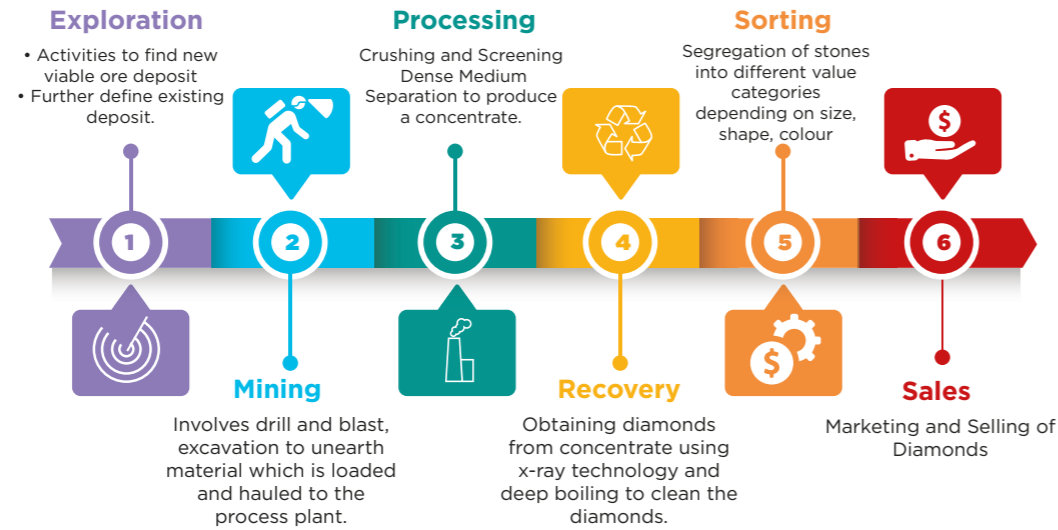 Exploration
• Activities to find new
viable ore deposit
• Further define existing
deposit.
Processing
Crushing and Screening
Dense Medium
Separation to produce
a concentrate.
Sorting
Segregation of stones
into different value
categories
depending on size,
shape, colour
$
1
2
3
4
5
6
$
Mining
Involves drill and blast,
excavation to unearth
material which is loaded
and hauled to the
process plant.
Recovery
Obtaining diamonds
from concentrate using
x-ray technology and
deep boiling to clean the
diamonds.
Sales
Marketing and Selling of
Diamonds